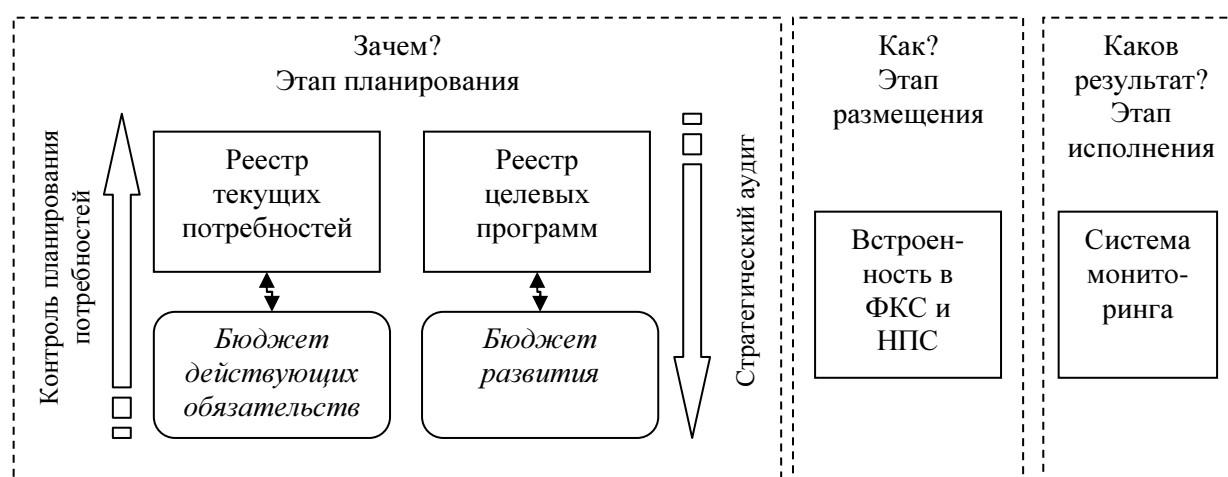 Зачем?
Этап планирования
Контроль планирования
потребностей
Реестр
текущих
потребностей
Реестр
целевых
программ
Бюджет
действующих
обязательств
Бюджет
развития
Стратегический аудит
Как?
Этап
размещения
Встроен-
ность в
ФКС и
НПС
Каков
результат?
Этап
исполнения
Система
монито-
ринга